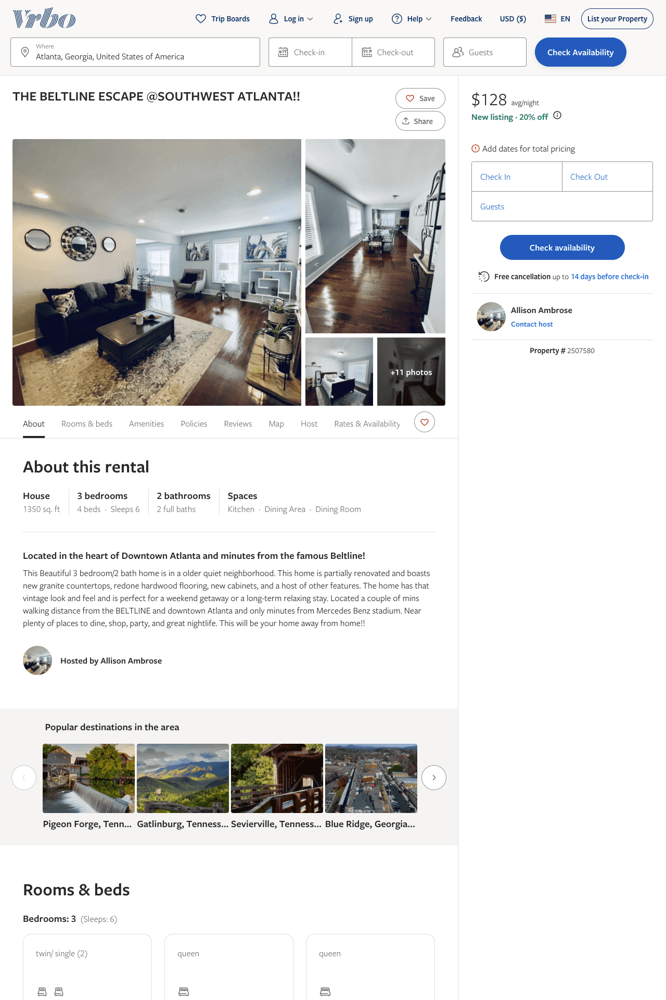 Vrbo
Trip Boards
Log in
Sign up
Help
Feedback
USD ($)
EN
List your Property
Where
Atlanta, Georgia, United States of America
Check-in
Check-out
Guests
Check Availability
THE BELTLINE ESCAPE @SOUTHWEST ATLANTA!!
Save
Share
+11 photos
$128 avg/night
New listing · 20% off
Add dates for total pricing
Check In
Check Out
Guests
Check availability
Free cancellation up to 14 days before check-in
Allison Ambrose
Contact host
Property # 2507580
About
Rooms & beds
Amenities
Policies
Reviews
Map
Host
Rates & Availability
About this rental
House
1350 sq. ft
3 bedrooms
4 beds · Sleeps 6
2 bathrooms
2 full baths
Spaces
Kitchen · Dining Area · Dining Room
Located in the heart of Downtown Atlanta and minutes from the famous Beltline!
This Beautiful 3 bedroom/2 bath home is in a older quiet neighborhood. This home is partially renovated and boasts
new granite countertops, redone hardwood flooring, new cabinets, and a host of other features. The home has that
vintage look and feel and is perfect for a weekend getaway or a long-term relaxing stay. Located a couple of mins
walking distance from the BELTLINE and downtown Atlanta and only minutes from Mercedes Benz stadium. Near
plenty of places to dine, shop, party, and great nightlife. This will be your home away from home!!
Hosted by Allison Ambrose
Popular destinations in the area
Pigeon Forge, Tenn...
Gatlinburg, Tenness...
Sevierville, Tenness...
Blue Ridge, Georgia...
Rooms & beds
Bedrooms: 3 (Sleeps: 6)
twin/ single (2)
queen
queen